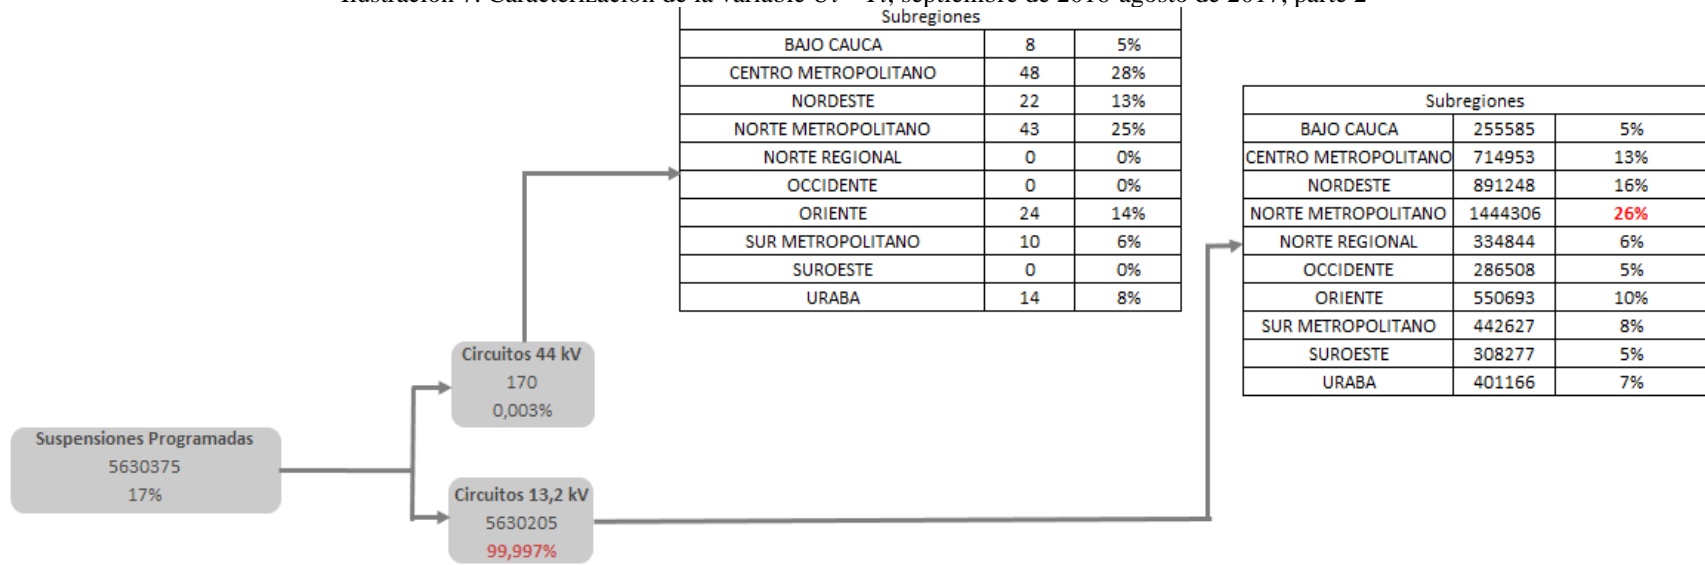 Subregiones
BAJO CAUCA 8 5%
CENTRO METROPOLITANO 48 28%
NORDESTE 22 13%
NORTE METROPOLITANO 43 25%
NORTE REGIONAL 0 0%
OCCIDENTE 0 0%
ORIENTE 24 14%
SUR METROPOLITANO 10 6%
SUROESTE 0 0%
URABA 14 8%
Subregiones
BAJO CAUCA 255585 5%
CENTRO METROPOLITANO 714953 13%
NORDESTE 891248 16%
NORTE METROPOLITANO 1444306 26%
NORTE REGIONAL 334844 6%
OCCIDENTE 286508 5%
ORIENTE 550693 10%
SUR METROPOLITANO 442627 8%
SUROESTE 308277 5%
URABA 401166 7%
Circuitos 44 kV
170
0,003%
Suspensiones Programadas
5630375
17%
Circuitos 13,2 kV
5630205
99,997%